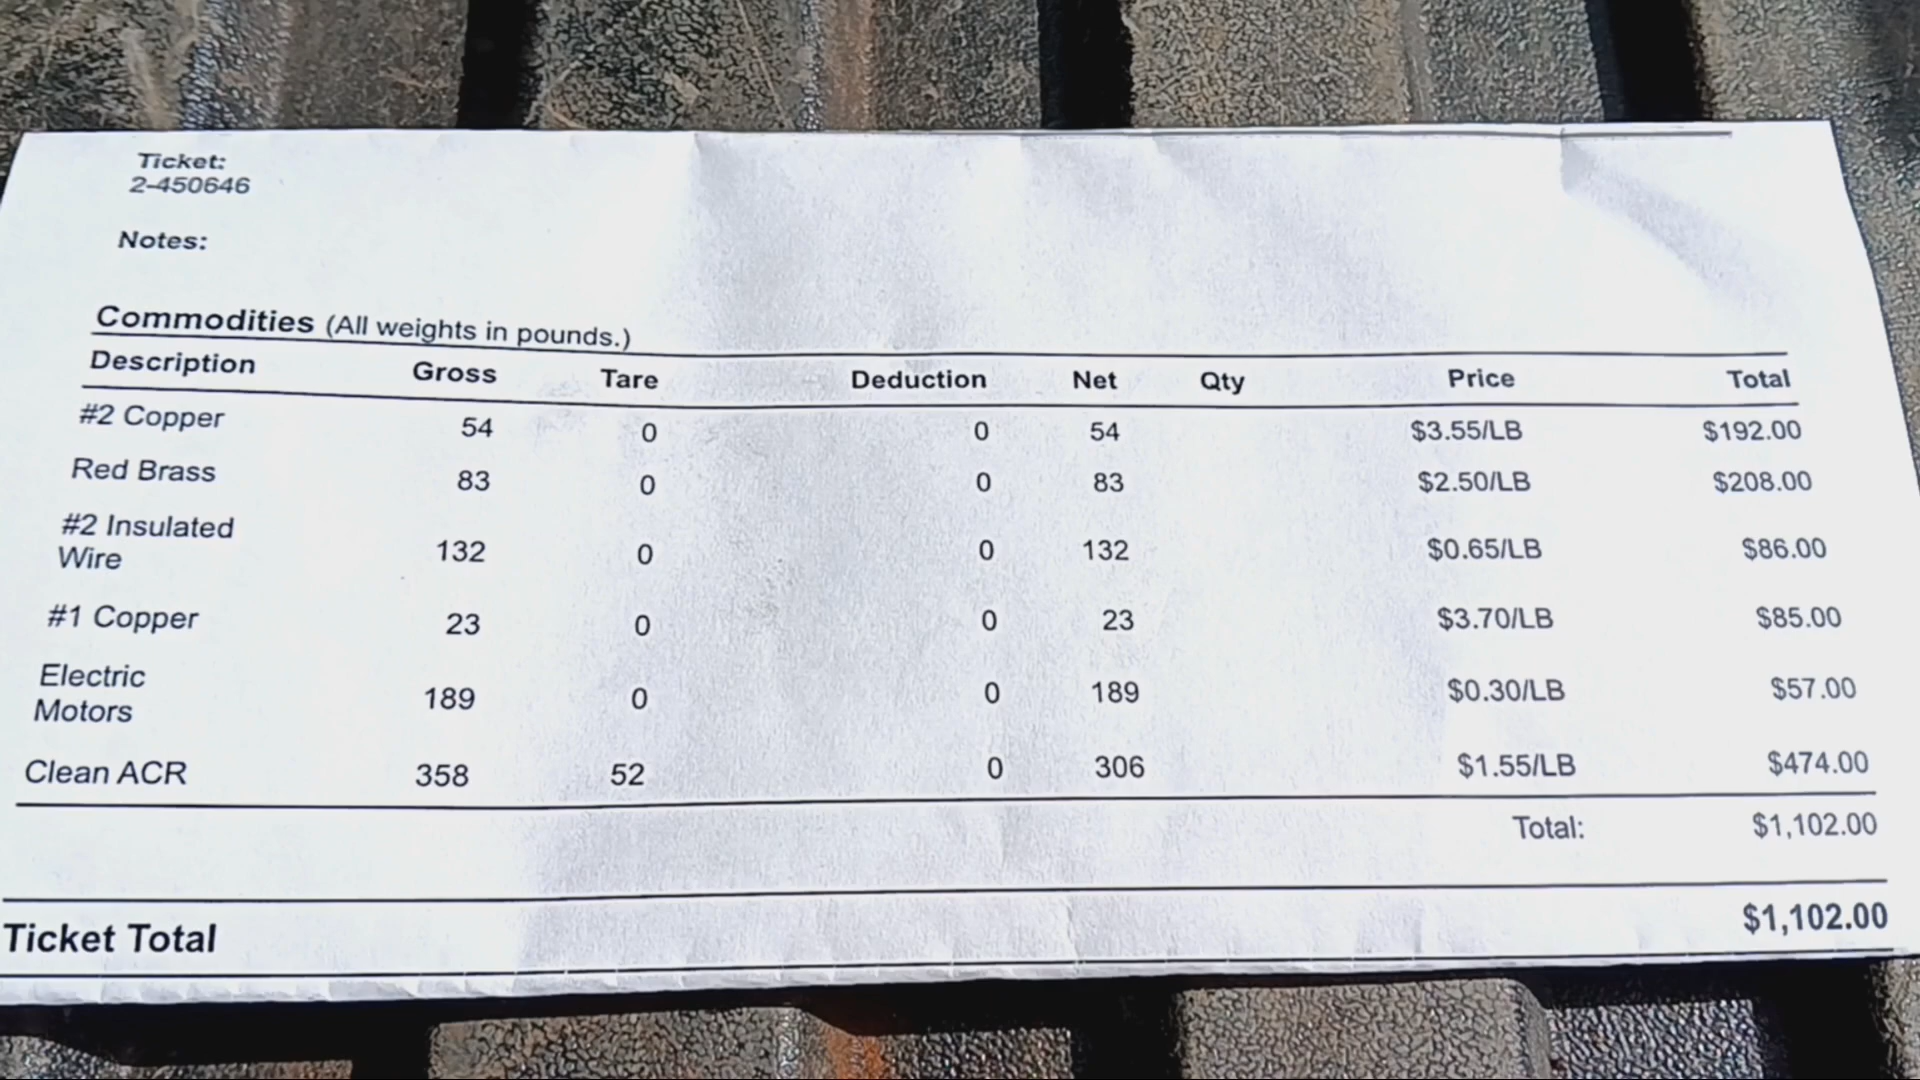 Ticket:
2-450646
Notes:
Commodities (All weights in pounds.)
Description Gross Tare Deduction Net Qty Price Total
#2 Copper 54 0 0 54 $3.55/LB $192.00
Red Brass 83 0 0 83 $2.50/LB $208.00
#2 Insulated
Wire 132 0 0 132 $0.65/LB $86.00
#1 Copper 23 0 0 23 $3.70/LB $85.00
Electric
Motors 189 0 0 189 $0.30/LB $57.00
Clean ACR 358 52 0 306 $1.55/LB $474.00
Total: $1,102.00
Ticket Total $1,102.00